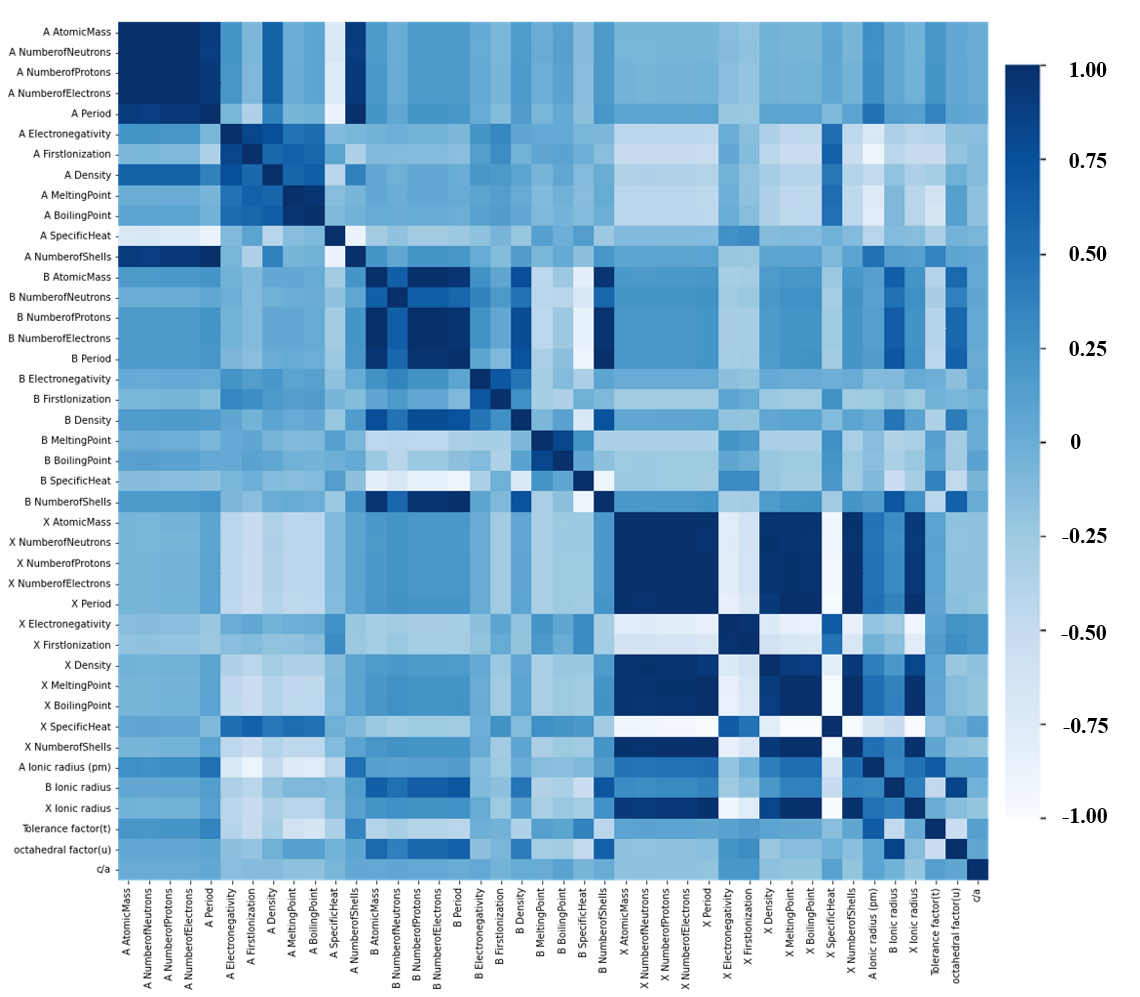 A AtomicMass
A NumberofNeutrons
A NumberofProtons
A NumberofElectrons
A Period
A Electronegativity
A FirstIonization
A Density
A MeltingPoint
A BoilingPoint
A SpecificHeat
A NumberofShells
B AtomicMass
B NumberofNeutrons
B NumberofProtons
B NumberofElectrons
B Period
B Electronegativity
B FirstIonization
B Density
B MeltingPoint
B BoilingPoint
B SpecificHeat
B NumberofShells
X AtomicMass
X NumberofNeutrons
X NumberofProtons
X NumberofElectrons
X Period
X Electronegativity
X FirstIonization
X Density
X MeltingPoint
X BoilingPoint
X SpecificHeat
X NumberofShells
A Ionic radius (pm)
B Ionic radius
X Ionic radius
Tolerance factor(t)
octahedral factor(u)
c/a
A AtomicMass
A NumberofNeutrons
A NumberofProtons
A NumberofElectrons
A Period
A Electronegativity
A FirstIonization
A Density
A MeltingPoint
A BoilingPoint
A SpecificHeat
A NumberofShells
B AtomicMass
B NumberofNeutrons
B NumberofProtons
B NumberofElectrons
B Period
B Electronegativity
B FirstIonization
B Density
B MeltingPoint
B BoilingPoint
B SpecificHeat
B NumberofShells
X AtomicMass
X NumberofNeutrons
X NumberofProtons
X NumberofElectrons
X Period
X Electronegativity
X FirstIonization
X Density
X MeltingPoint
X BoilingPoint
X SpecificHeat
X NumberofShells
A Ionic radius (pm)
B Ionic radius
X Ionic radius
Tolerance factor(t)
octahedral factor(u)
c/a
1.00
0.75
0.50
0.25
0
-0.25
-0.50
-0.75
-1.00